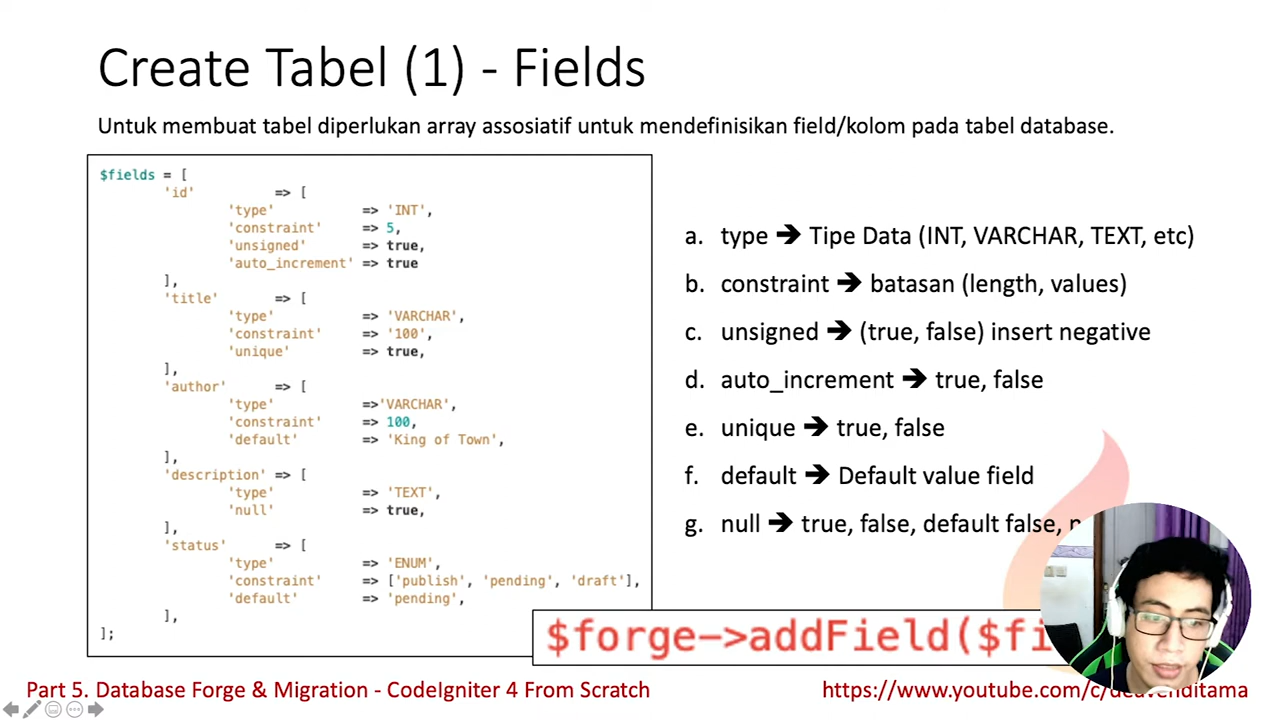 Create Tabel (1) - Fields
Untuk membuat tabel diperlukan array assosiatif untuk mendefinisikan field/kolom pada tabel database.
$fields = [
'id' => [
'type' => 'INT',
'constraint' => 5,
'unsigned' => true,
'auto_increment' => true
],
'title' => [
'type' => 'VARCHAR',
'constraint' => '100',
'unique' => true,
],
'author' => [
'type' =>'VARCHAR',
'constraint' => 100,
'default' => 'King of Town',
],
'description' => [
'type' => 'TEXT',
'null' => true,
],
'status' => [
'type' => 'ENUM',
'constraint' => ['publish', 'pending', 'draft'],
'default' => 'pending',
],
];
a. type ➔ Tipe Data (INT, VARCHAR, TEXT, etc)
b. constraint ➔ batasan (length, values)
c. unsigned ➔ (true, false) insert negative
d. auto_increment ➔ true, false
e. unique ➔ true, false
f. default ➔ Default value field
g. null ➔ true, false, default false,
$forge->addField($fi
Part 5. Database Forge & Migration - CodeIgniter 4 From Scratch
https://www.youtube.com/c/deavenditama